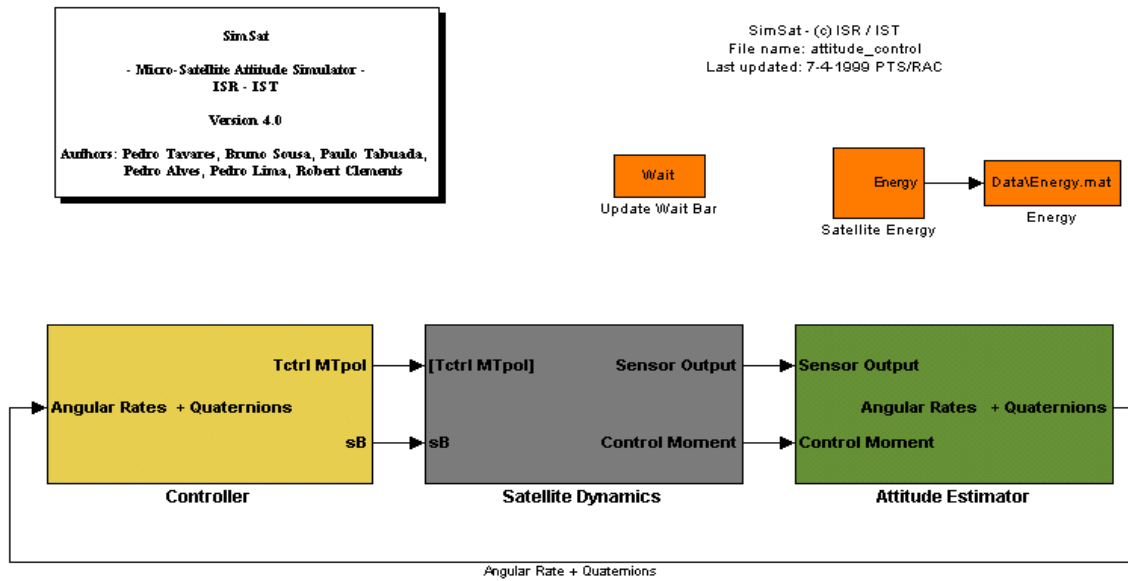 SimSat
- Micro-Satellite Attitude Simulator -
ISR - IST
Version 4.0
Authors: Pedro Tavares, Bruno Sousa, Paulo Tabuada,
Pedro Alves, Pedro Lima, Robert Clements
SimSat - (c) ISR / IST
File name: attitude_control
Last updated: 7-4-1999 PTS/RAC
Wait
Update Wait Bar
Energy
Satellite Energy
Data\Energy.mat
Energy
Tctrl MTpol
Angular Rates + Quaternions
sB
Controller
[Tctrl MTpol]
Sensor Output
sB
Control Moment
Satellite Dynamics
Sensor Output
Angular Rates + Quaternions
Control Moment
Attitude Estimator
Angular Rate + Quaternions